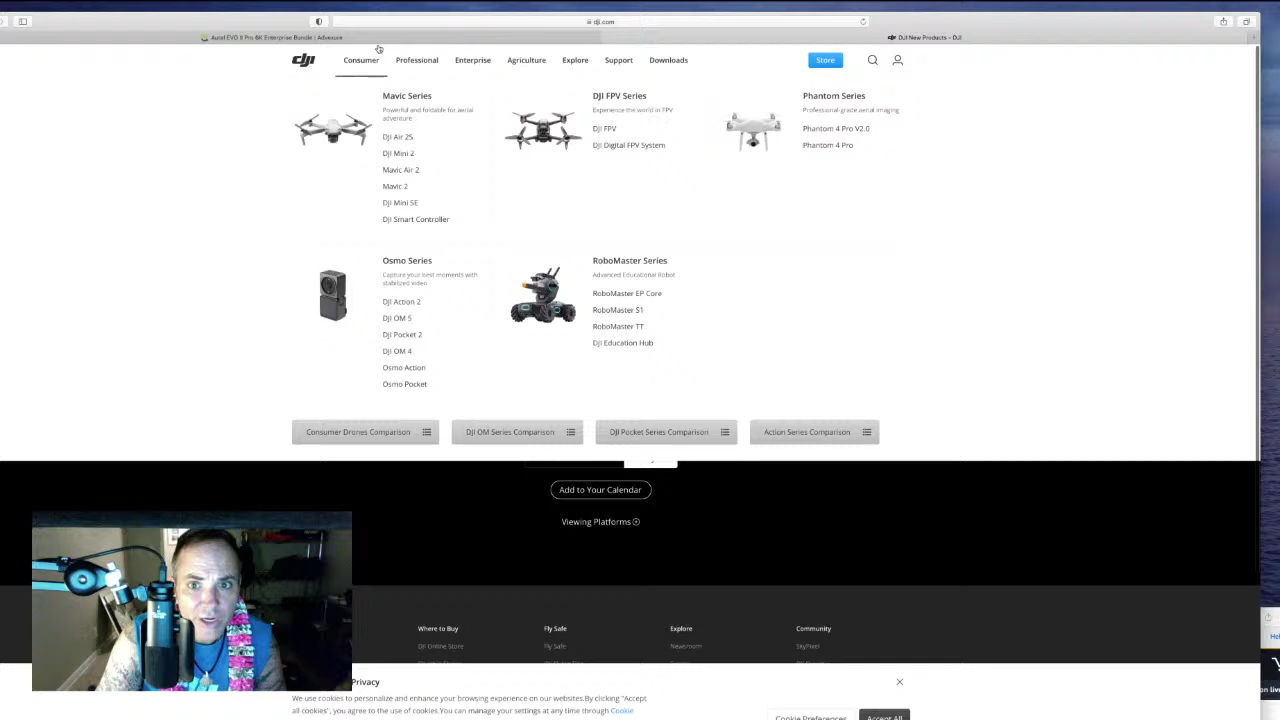 dji.com
Autel EVO II Pro 6K Enterprise Bundle | Advexure
DJI New Products - DJI
dji
Consumer
Professional
Enterprise
Agriculture
Explore
Support
Downloads
Store
Mavic Series
Powerful and foldable for aerial
adventure
DJI Air 2S
DJI Mini 2
Mavic Air 2
Mavic 2
DJI Mini SE
DJI Smart Controller
DJI FPV Series
Experience the world in FPV
DJI FPV
DJI Digital FPV System
Phantom Series
Professional-grade aerial imaging
Phantom 4 Pro V2.0
Phantom 4 Pro
Osmo Series
Capture your best moments with
stabilized video
DJI Action 2
DJI OM 5
DJI Pocket 2
DJI OM 4
Osmo Action
Osmo Pocket
RoboMaster Series
Advanced Educational Robot
RoboMaster EP Core
RoboMaster S1
RoboMaster TT
DJI Education Hub
Consumer Drones Comparison
DJI OM Series Comparison
DJI Pocket Series Comparison
Action Series Comparison
Add to Your Calendar
Viewing Platforms
Where to Buy
Fly Safe
Explore
Community
DJI Online Store
Fly Safe
Newsroom
SkyPixel
Privacy
We use cookies to personalize and enhance your browsing experience on our websites.By clicking "Accept
all cookies", you agree to the use of cookies.You can manage your settings at any time through Cookie
Cookie Preferences
Accept All